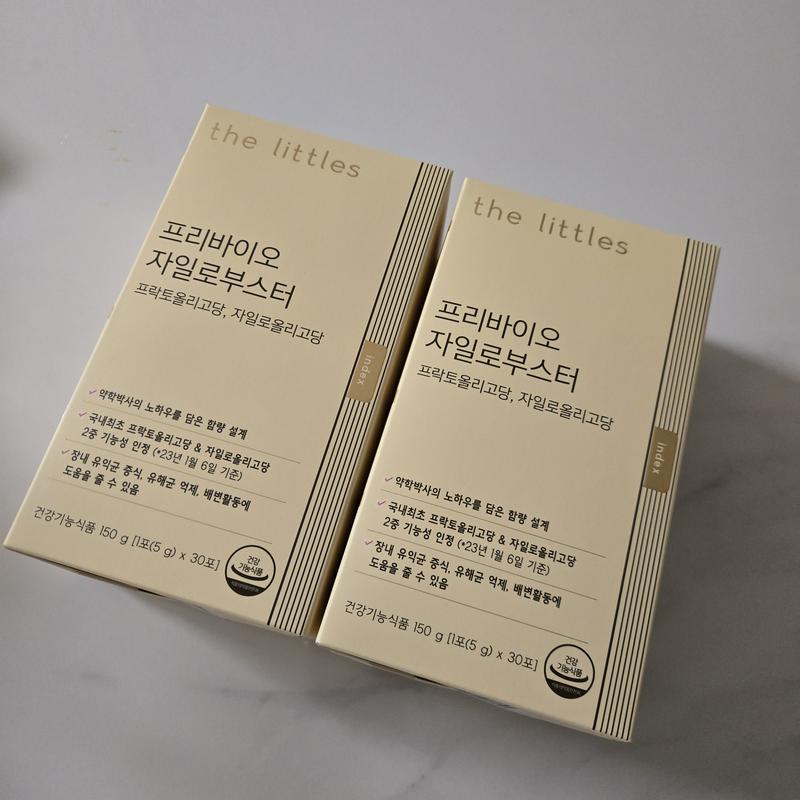 the littles
프리바이오
자일로부스터
프락토올리고당, 자일로올리고당
index
약학박사의 노하우를 담은 함량 설계
국내최초 프락토올리고당 & 자일로올리고당
2중 기능성 인정 (*23년 1월 6일 기준)
장내 유익균 증식, 유해균 억제, 배변활동에
도움을 줄 수 있음
건강기능식품 150 g [1포(5 g) x 30포]
건강
기능식품
the littles
프리바이오
자일로부스터
프락토올리고당, 자일로올리고당
index
약학박사의 노하우를 담은 함량 설계
국내최초 프락토올리고당 & 자일로올리고당
2중 기능성 인정 (*23년 1월 6일 기준)
장내 유익균 증식, 유해균 억제, 배변활동에
도움을 줄 수 있음
건강기능식품 150 g [1포(5 g) x 30포]
건강
기능식품